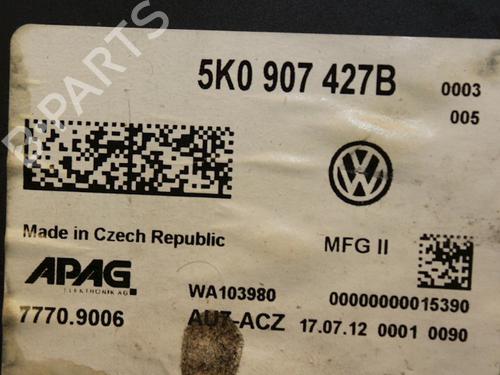 5K0 907 427B 0003
005
Made in Czech Republic
MFG II
APAG
ELEKTRONIK AG
WA103980
00000000015390
7770.9006
AU7-ACZ
17.07.12 0001 0090
B-PARTS